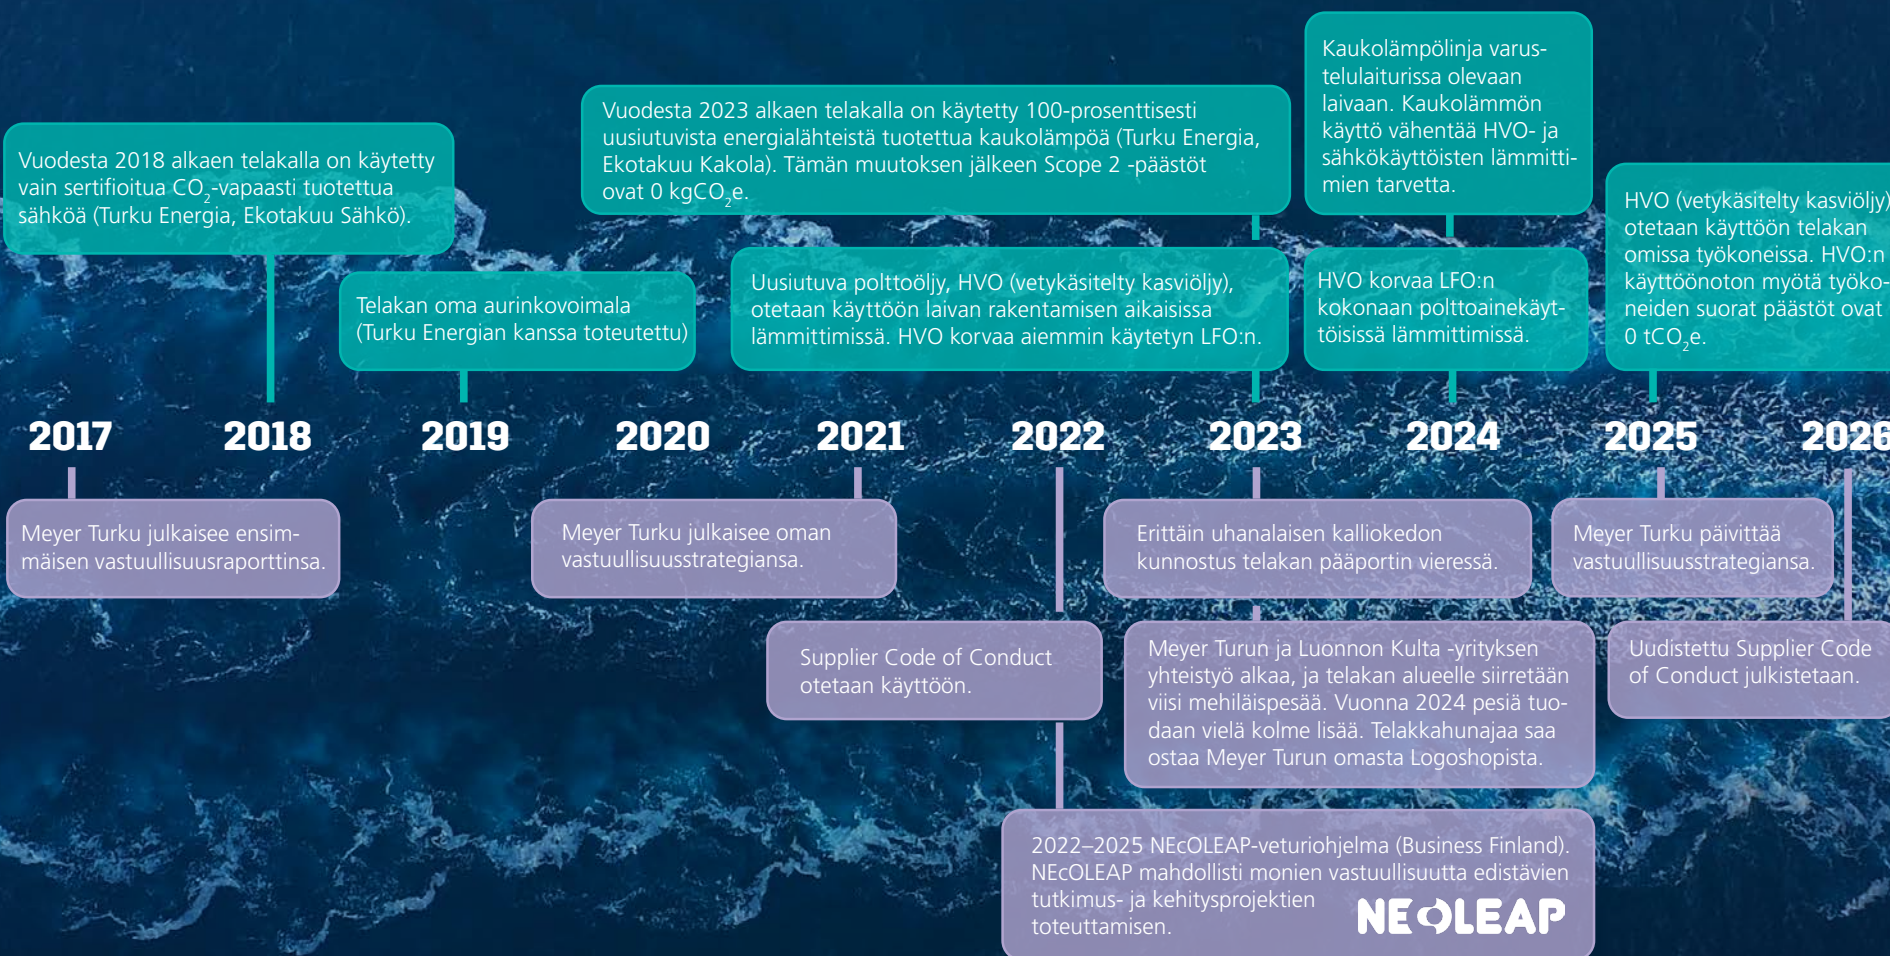 Vuodesta 2018 alkaen telakalla on käytetty
vain sertifioitua CO₂-vapaasti tuotettua
sähköä (Turku Energia, Ekotakuu Sähkö).
Telakan oma aurinkovoimala
(Turku Energian kanssa toteutettu)
Vuodesta 2023 alkaen telakalla on käytetty 100-prosenttisesti
uusiutuvista energialähteistä tuotettua kaukolämpöä (Turku Energia,
Ekotakuu Kakola). Tämän muutoksen jälkeen Scope 2 -päästöt
ovat 0 kgCO₂e.
Uusiutuva polttoöljy, HVO (vetykäsitelty kasviöljy),
otetaan käyttöön laivan rakentamisen aikaisissa
lämmittimissä. HVO korvaa aiemmin käytetyn LFO:n.
Kaukolämpölinja varus-
telulaiturissa olevaan
laivaan. Kaukolämmön
käyttö vähentää HVO- ja
sähkökäyttöisten lämmitti-
mien tarvetta.
HVO korvaa LFO:n
kokonaan polttoainekäyt-
töisissä lämmittimissä.
HVO (vetykäsitelty kasviöljy)
otetaan käyttöön telakan
omissa työkoneissa. HVO:n
käyttöönoton myötä työko-
neiden suorat päästöt ovat
0 tCO₂e.
2017 2018 2019 2020 2021 2022 2023 2024 2025 2026
Meyer Turku julkaisee ensim-
mäisen vastuullisuusraporttinsa.
Meyer Turku julkaisee oman
vastuullisuusstrategiansa.
Supplier Code of Conduct
otetaan käyttöön.
2022–2025 NEcOLEAP-veturiohjelma (Business Finland).
NEcOLEAP mahdollisti monien vastuullisuutta edistävien
tutkimus- ja kehitysprojektien
toteuttamisen.
NEcOLEAP
Erittäin uhanalaisen kalliokedon
kunnostus telakan pääportin vieressä.
Meyer Turun ja Luonnon Kulta -yrityksen
yhteistyö alkaa, ja telakan alueelle siirretään
viisi mehiläispesää. Vuonna 2024 pesiä tuo-
daan vielä kolme lisää. Telakkahunajaa saa
ostaa Meyer Turun omasta Logoshopista.
Meyer Turku päivittää
vastuullisuusstrategiansa.
Uudistettu Supplier Code
of Conduct julkistetaan.